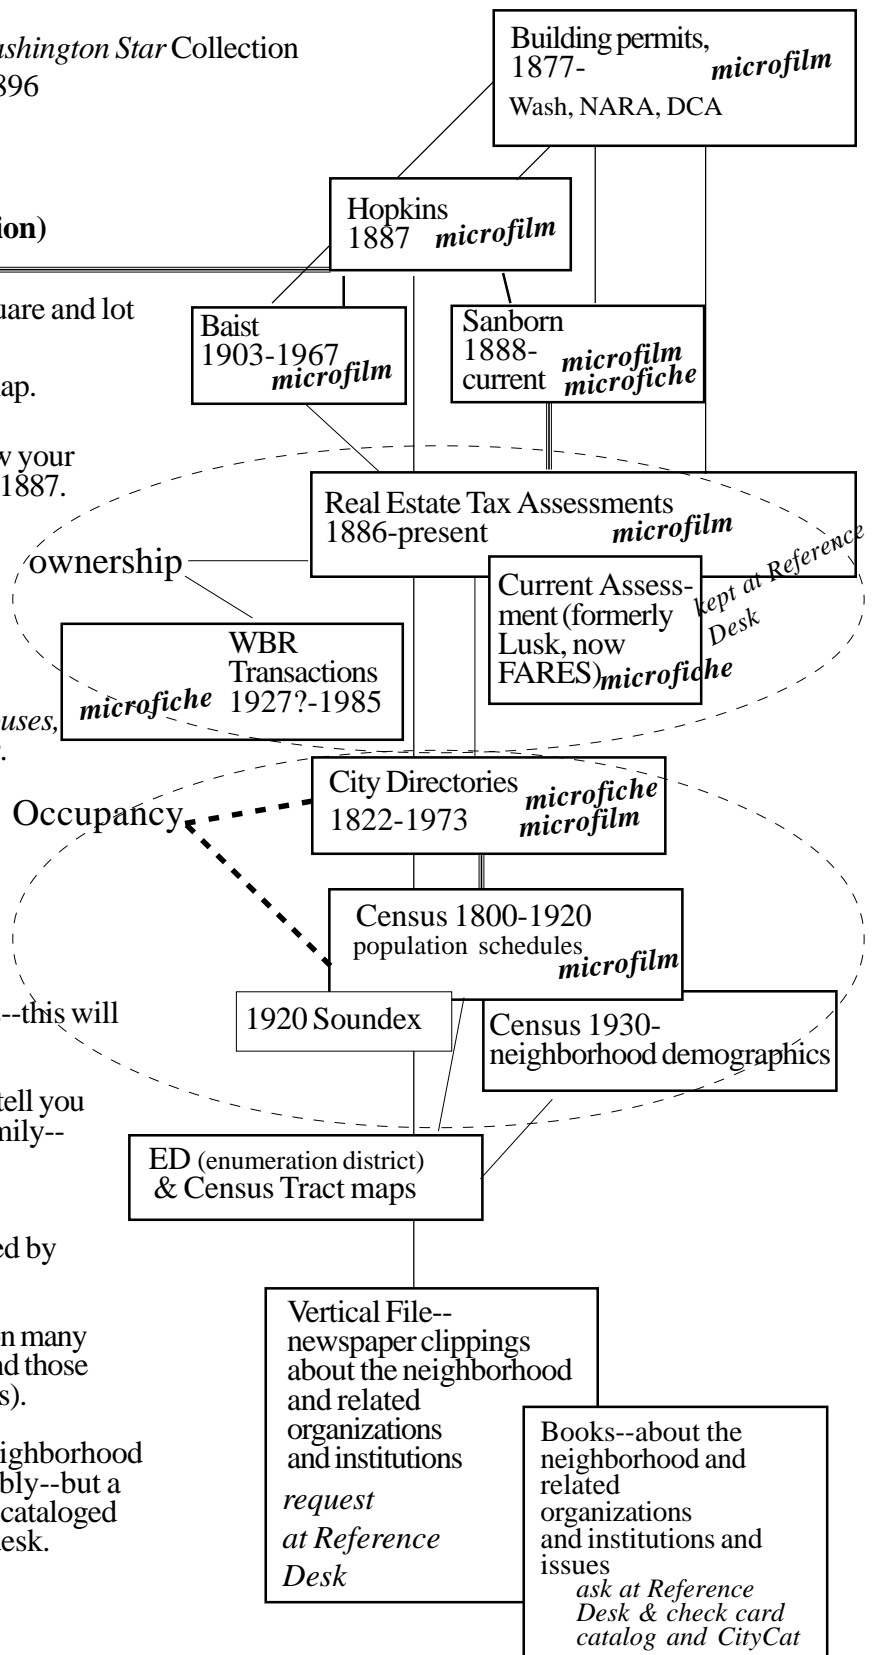 ashington Star Collection
896
Building permits,
1877- microfilm
Wash, NARA, DCA
ion)
Hopkins
1887 microfilm
uare and lot
ap.
w your
1887.
Baist
1903-1967
microfilm
Sanborn
1888- microfilm
current microfiche
Real Estate Tax Assessments
1886-present microfilm
ownership
Current Assess-
ment (formerly
Lusk, now
FARES) microfiche
kept at Reference
Desk
WBR
Transactions
microfiche 1927?-1985
uses,
.
City Directories microfiche
1822-1973 microfilm
Occupancy
Census 1800-1920
population schedules
microfilm
1920 Soundex
Census 1930-
neighborhood demographics
--this will
tell you
mily--
ED (enumeration district)
& Census Tract maps
ed by
n many
nd those
s).
ighborhood
bly--but a
cataloged
esk.
Vertical File--
newspaper clippings
about the neighborhood
and related
organizations
and institutions
request
at Reference
Desk
Books--about the
neighborhood and
related
organizations
and institutions and
issues
ask at Reference
Desk & check card
catalog and CityCat